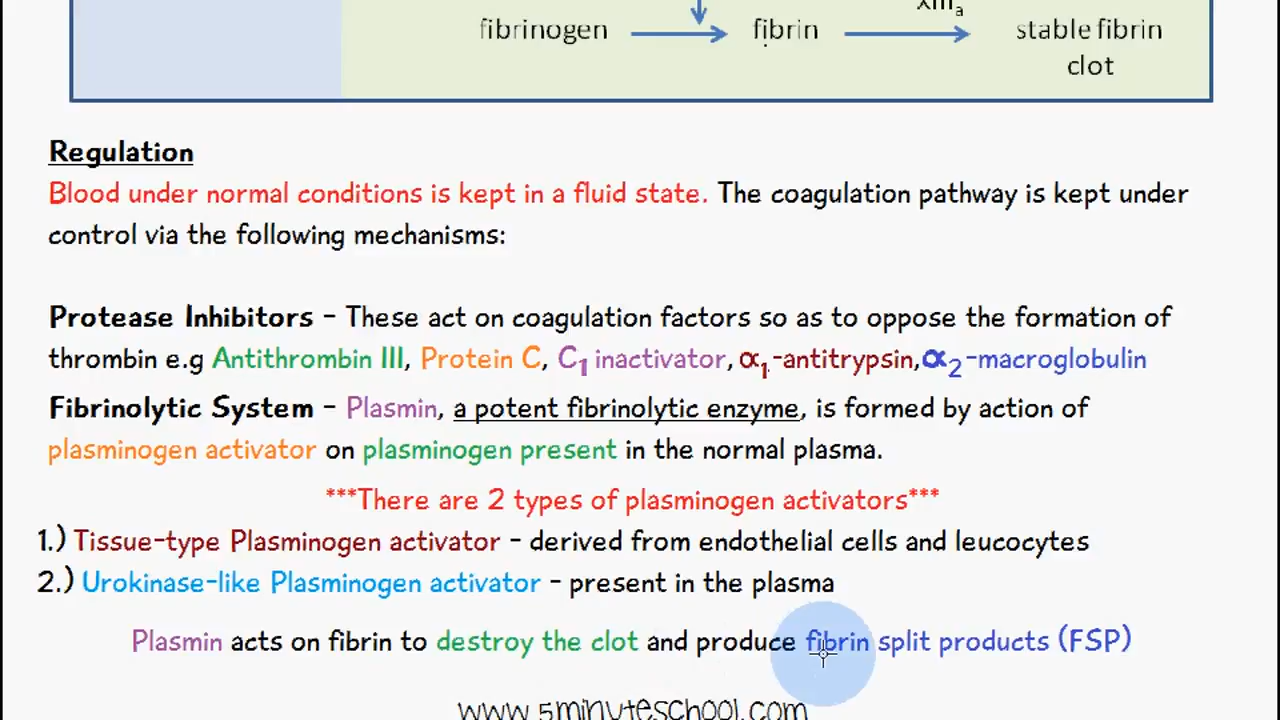 XIIIa
fibrinogen fibrin stable fibrin
clot
Regulation
Blood under normal conditions is kept in a fluid state. The coagulation pathway is kept under
control via the following mechanisms:
Protease Inhibitors - These act on coagulation factors so as to oppose the formation of
thrombin e.g Antithrombin III, Protein C, C1 inactivator, α1-antitrypsin,α2-macroglobulin
Fibrinolytic System - Plasmin, a potent fibrinolytic enzyme, is formed by action of
plasminogen activator on plasminogen present in the normal plasma.
***There are 2 types of plasminogen activators***
1.) Tissue-type Plasminogen activator - derived from endothelial cells and leucocytes
2.) Urokinase-like Plasminogen activator - present in the plasma
Plasmin acts on fibrin to destroy the clot and produce fibrin split products (FSP)
www.5minuteschool.com